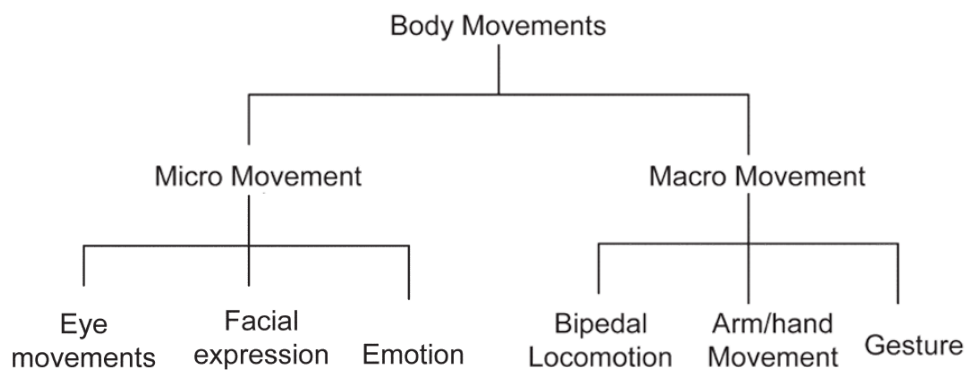 Body Movements
Micro Movement
Macro Movement
Eye
movements
Facial
expression
Emotion
Bipedal
Locomotion
Arm/hand
Movement
Gesture